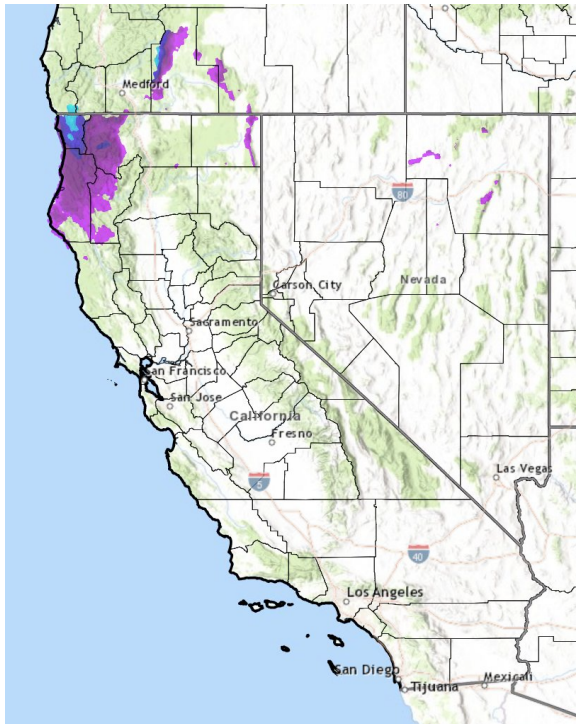 Medford
80
Carson City
Nevada
Sacramento
San Francisco
San Jose
California
Fresno
5
Las Vegas
40
Los Angeles
San Diego
Tijuana
Mexicali